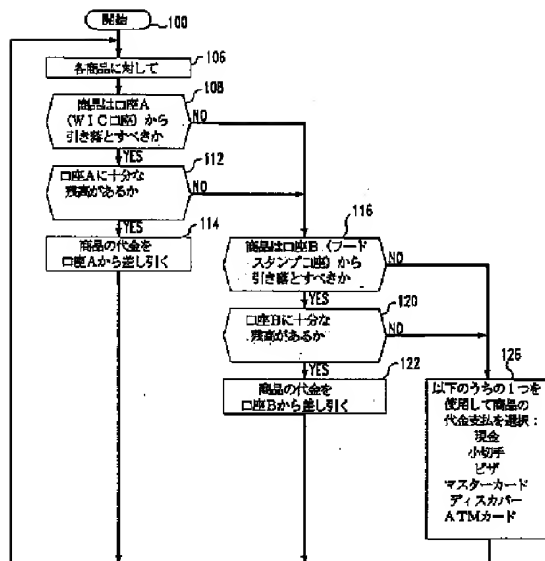 開始
100
106
各商品に対して
108
商品は口座A
(WIC口座)から
引き落とすべきか
NO
YES
112
口座Aに十分な
残高があるか
NO
YES
114
商品の代金を
口座Aから差し引く
116
商品は口座B(フード
スタンプ口座)から
引き落とすべきか
NO
YES
120
口座Bに十分な
残高があるか
NO
YES
122
商品の代金を
口座Bから差し引く
126
以下のうちの1つを
使用して商品の
代金支払を選択:
現金
小切手
ビザ
マスターカード
ディスカバー
ATMカード